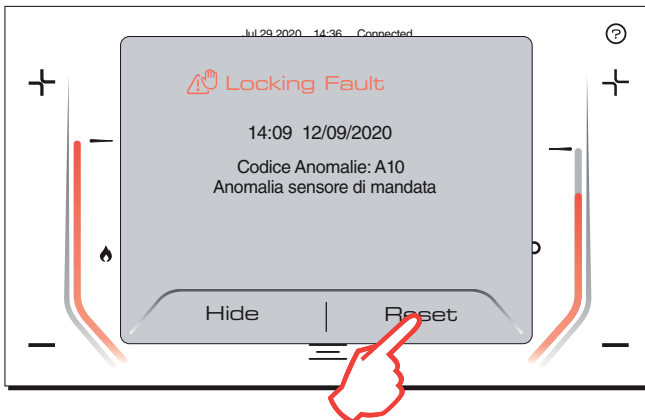 Jul 29 2020 14:36 Connected
?
Locking Fault
14:09 12/09/2020
Codice Anomalie: A10
Anomalia sensore di mandata
Hide | Reset